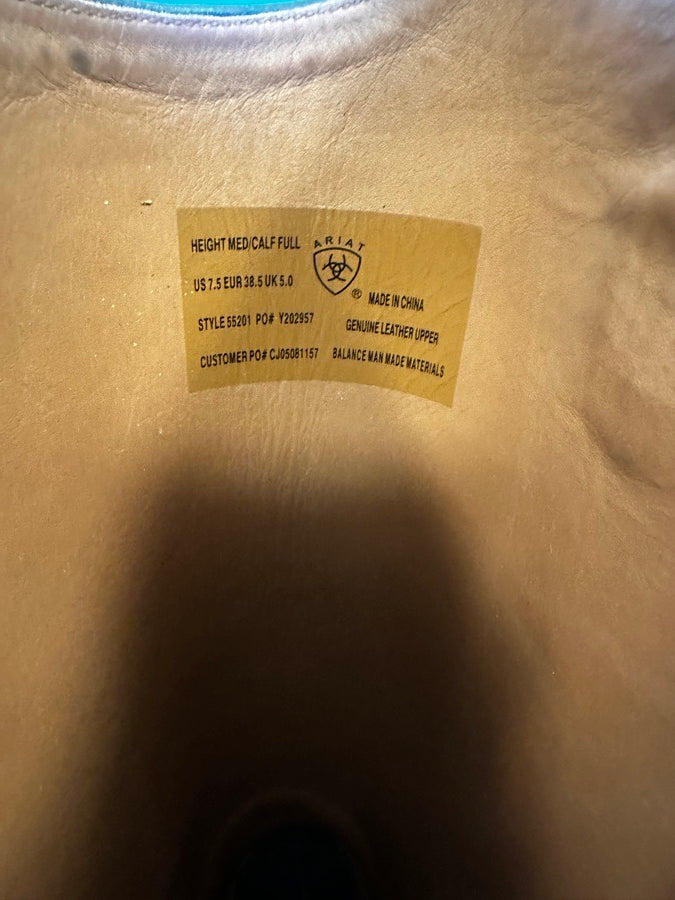 HEIGHT MED/CALF FULL
ARIAT
®
US 7.5 EUR 38.5 UK 5.0
MADE IN CHINA
STYLE 55201 PO# Y202957
GENUINE LEATHER UPPER
CUSTOMER PO# CJ05081157
BALANCE MAN MADE MATERIALS